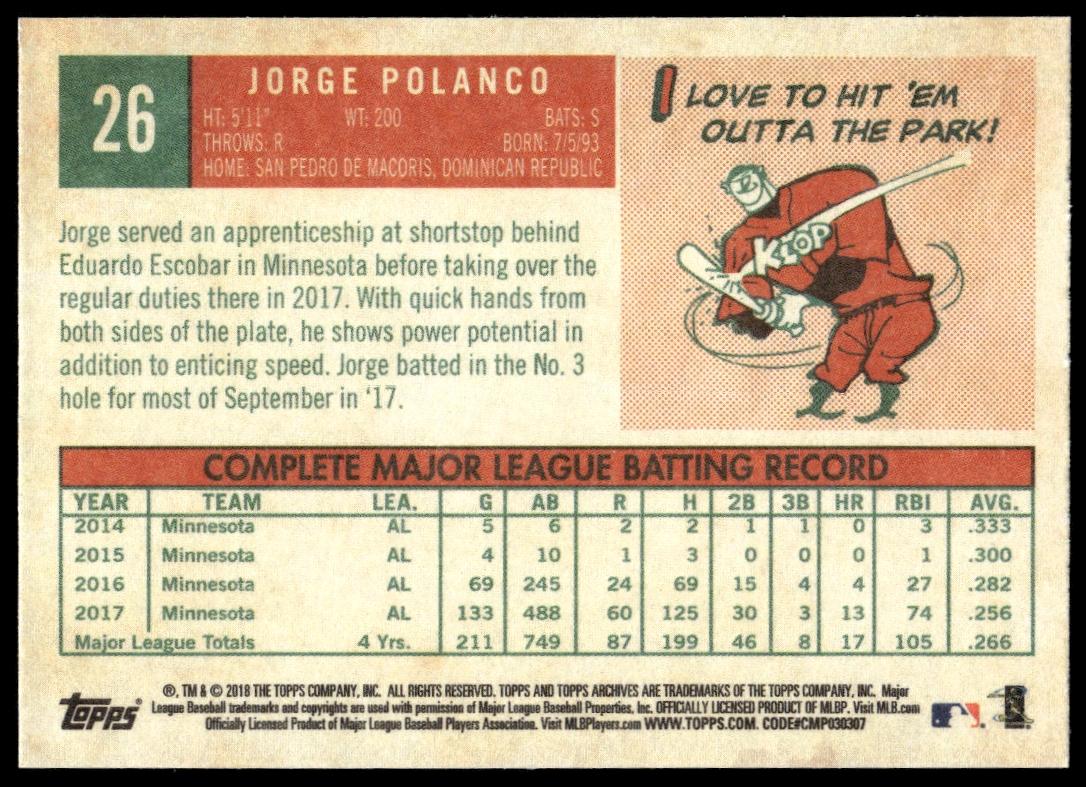 26
JORGE POLANCO
HT: 5'11" WT: 200 BATS: S
THROWS: R BORN: 7/5/93
HOME: SAN PEDRO DE MACORIS, DOMINICAN REPUBLIC
I LOVE TO HIT 'EM
OUTTA THE PARK!
KLOP
Jorge served an apprenticeship at shortstop behind
Eduardo Escobar in Minnesota before taking over the
regular duties there in 2017. With quick hands from
both sides of the plate, he shows power potential in
addition to enticing speed. Jorge batted in the No. 3
hole for most of September in '17.
COMPLETE MAJOR LEAGUE BATTING RECORD
YEAR TEAM LEA. G AB R H 2B 3B HR RBI AVG.
2014 Minnesota AL 5 6 2 2 1 1 0 3 .333
2015 Minnesota AL 4 10 1 3 0 0 0 1 .300
2016 Minnesota AL 69 245 24 69 15 4 4 27 .282
2017 Minnesota AL 133 488 60 125 30 3 13 74 .256
Major League Totals 4 Yrs. 211 749 87 199 46 8 17 105 .266
Topps
®, TM & © 2018 THE TOPPS COMPANY, INC. ALL RIGHTS RESERVED. TOPPS AND TOPPS ARCHIVES ARE TRADEMARKS OF THE TOPPS COMPANY, INC. Major
League Baseball trademarks and copyrights are used with permission of Major League Baseball Properties, Inc. OFFICIALLY LICENSED PRODUCT OF MLBP. Visit MLB.com
Officially Licensed Product of Major League Baseball Players Association. Visit MLBPlayers.com WWW.TOPPS.COM. CODE#CMP030307